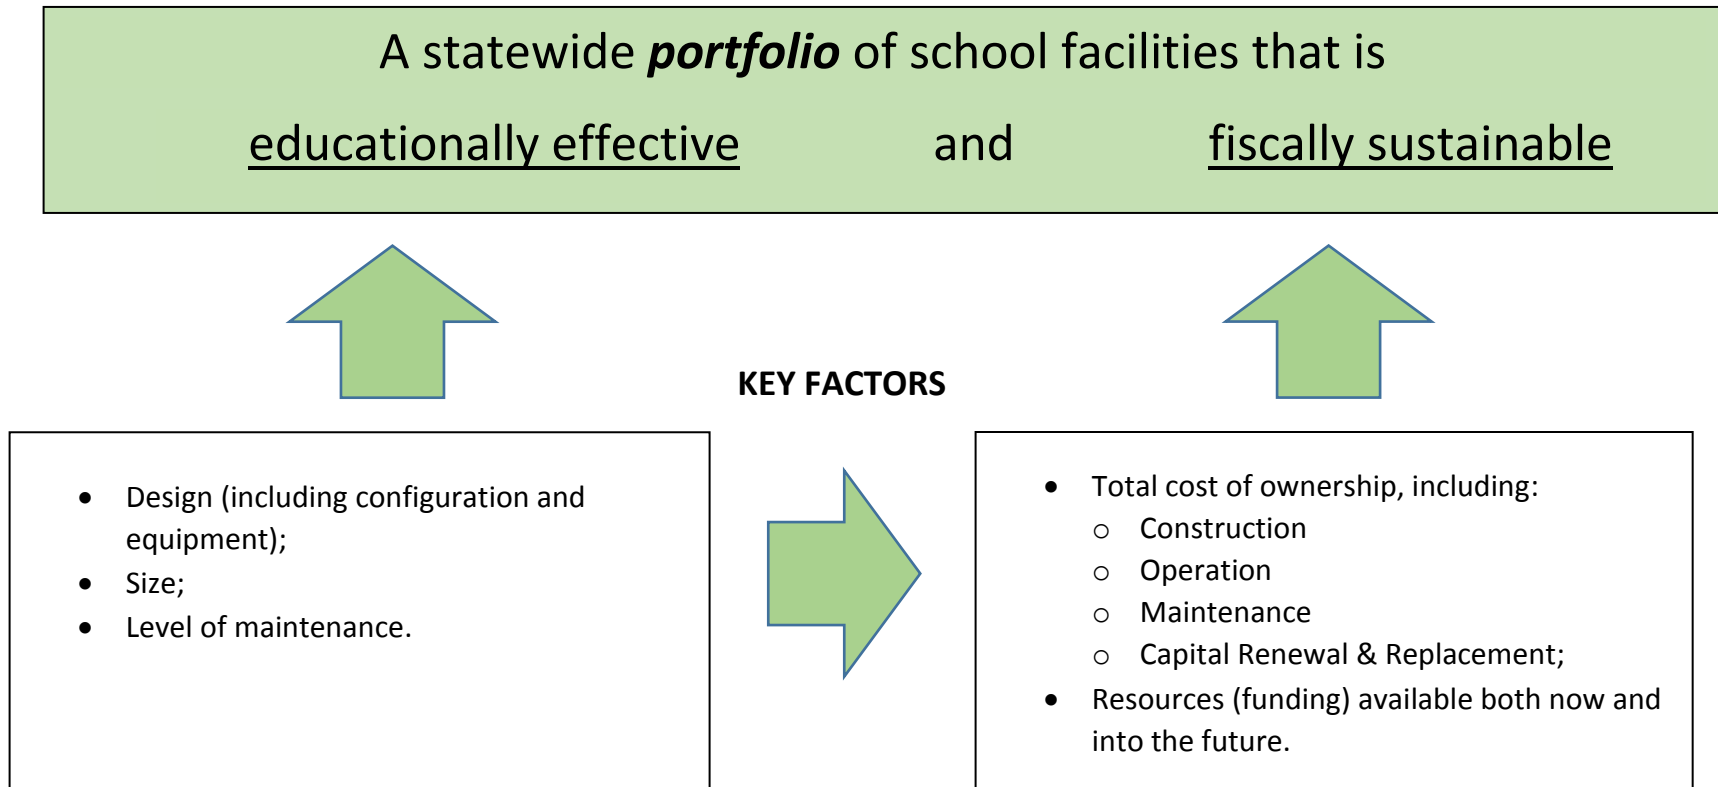 A statewide portfolio of school facilities that is
educationally effective and fiscally sustainable
KEY FACTORS
• Design (including configuration and
equipment);
• Size;
• Level of maintenance.
• Total cost of ownership, including:
o Construction
o Operation
o Maintenance
o Capital Renewal & Replacement;
• Resources (funding) available both now and
into the future.